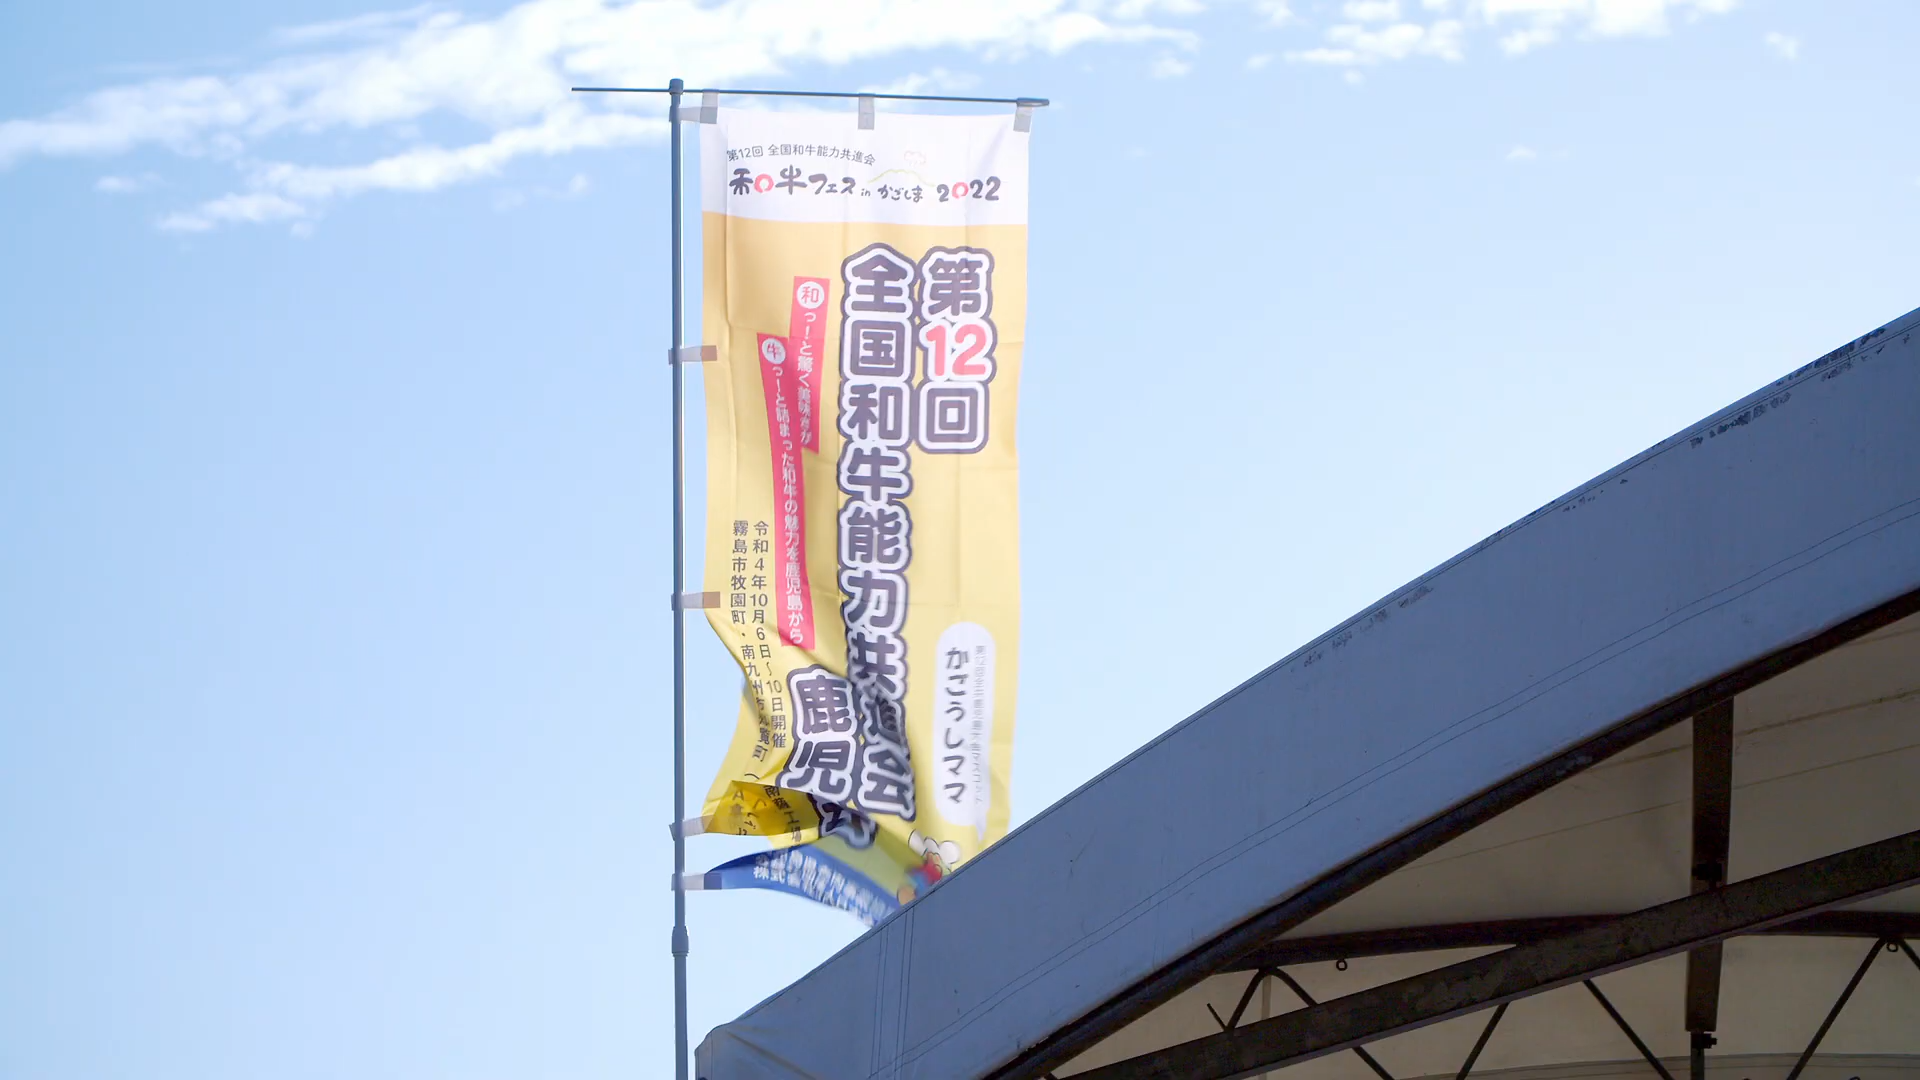 第12回 全国和牛能力共進会
和牛フェス in かごしま 2022
第12回
全国和牛能力共進会
鹿児
和っ!と驚く美味さが
牛っ!と詰まった和牛の魅力を鹿児島から
令和4年10月6日〜10日開催
霧島市牧園町・南九州市知覧町
かごうしママ